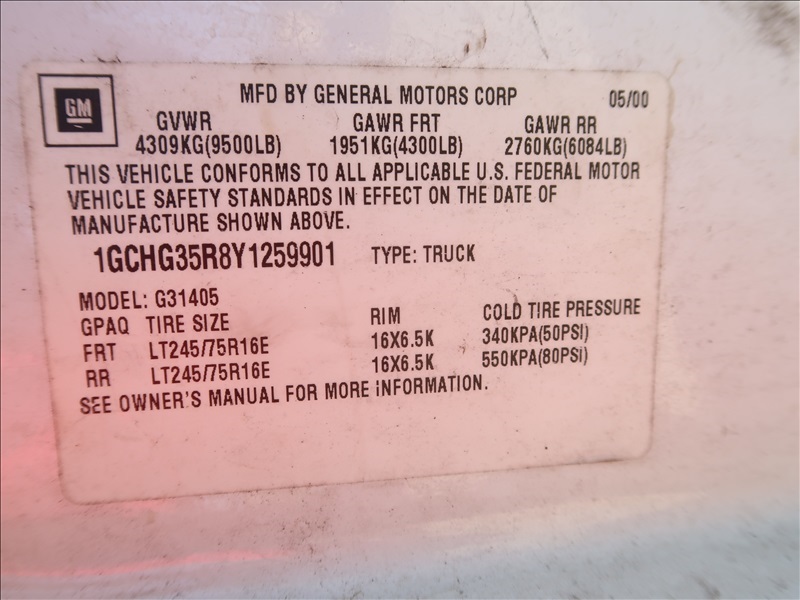 GM
MFD BY GENERAL MOTORS CORP 05/00
GVWR GAWR FRT GAWR RR
4309KG(9500LB) 1951KG(4300LB) 2760KG(6084LB)
THIS VEHICLE CONFORMS TO ALL APPLICABLE U.S. FEDERAL MOTOR
VEHICLE SAFETY STANDARDS IN EFFECT ON THE DATE OF
MANUFACTURE SHOWN ABOVE.
1GCHG35R8Y1259901 TYPE: TRUCK
MODEL: G31405
GPAQ TIRE SIZE RIM COLD TIRE PRESSURE
FRT LT245/75R16E 16X6.5K 340KPA(50PSI)
RR LT245/75R16E 16X6.5K 550KPA(80PSI)
SEE OWNER'S MANUAL FOR MORE INFORMATION.